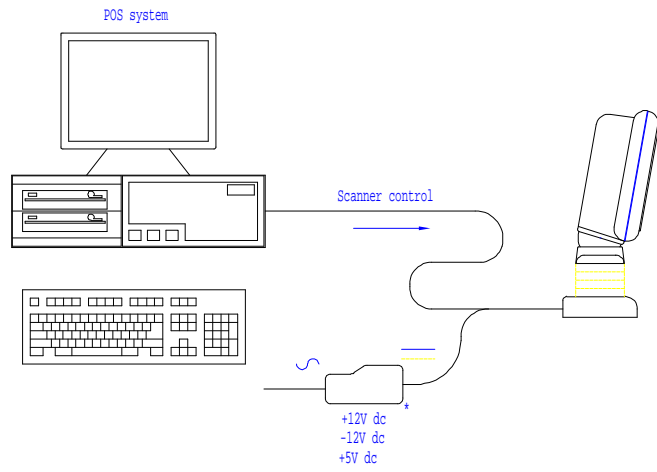 POS system
Scanner control
*
+12V dc
-12V dc
+5V dc